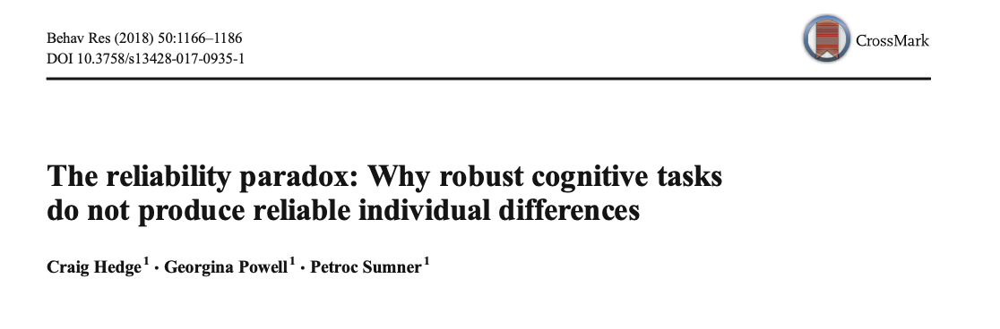 Behav Res (2018) 50:1166–1186
DOI 10.3758/s13428-017-0935-1
CrossMark
The reliability paradox: Why robust cognitive tasks
do not produce reliable individual differences
Craig Hedge1 · Georgina Powell1 · Petroc Sumner1